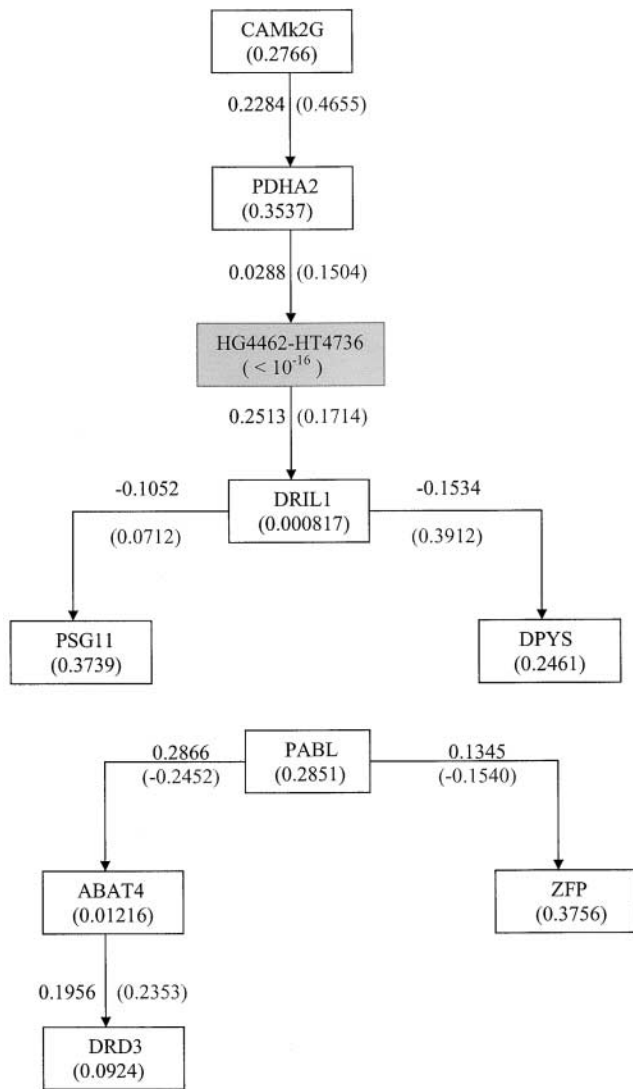 CAMk2G
(0.2766)
0.2284 (0.4655)
PDHA2
(0.3537)
0.0288 (0.1504)
HG4462-HT4736
( < 10-16 )
0.2513 (0.1714)
-0.1052 DRIL1 -0.1534
(0.0712) (0.000817) (0.3912)
PSG11 DPYS
(0.3739) (0.2461)
0.2866 PABL 0.1345
(-0.2452) (0.2851) (-0.1540)
ABAT4 ZFP
(0.01216) (0.3756)
0.1956 (0.2353)
DRD3
(0.0924)